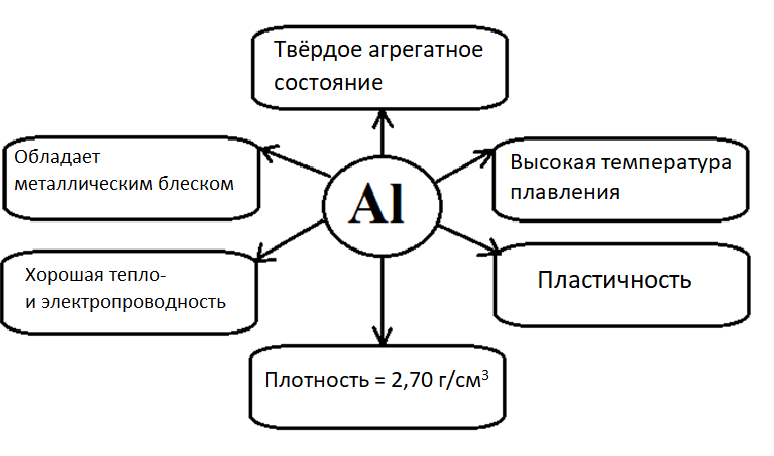 Твёрдое агрегатное
состояние
Обладает
металлическим блеском
Высокая температура
плавления
Al
Хорошая тепло-
и электропроводность
Пластичность
Плотность = 2,70 г/см³